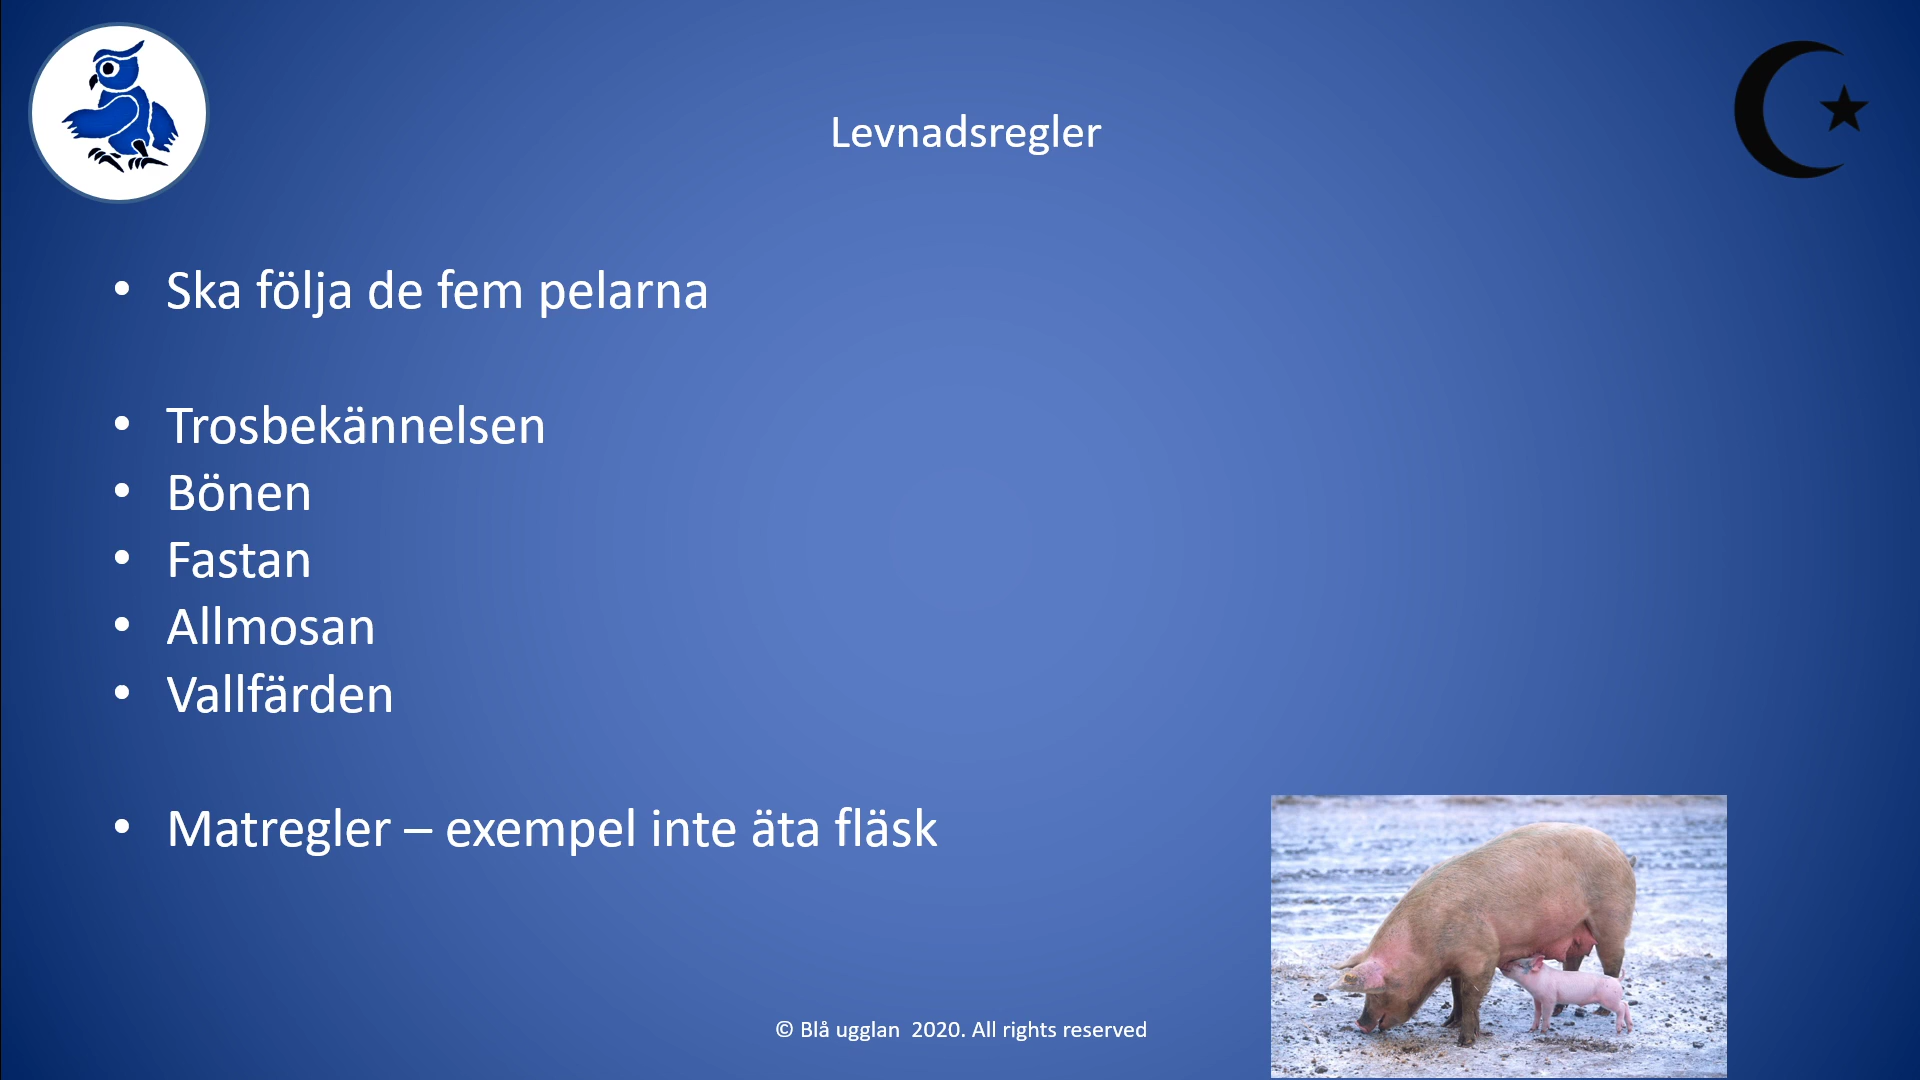 Levnadsregler
• Ska följa de fem pelarna
• Trosbekännelsen
• Bönen
• Fastan
• Allmosan
• Vallfärden
• Matregler – exempel inte äta fläsk
© Blå ugglan  2020. All rights reserved